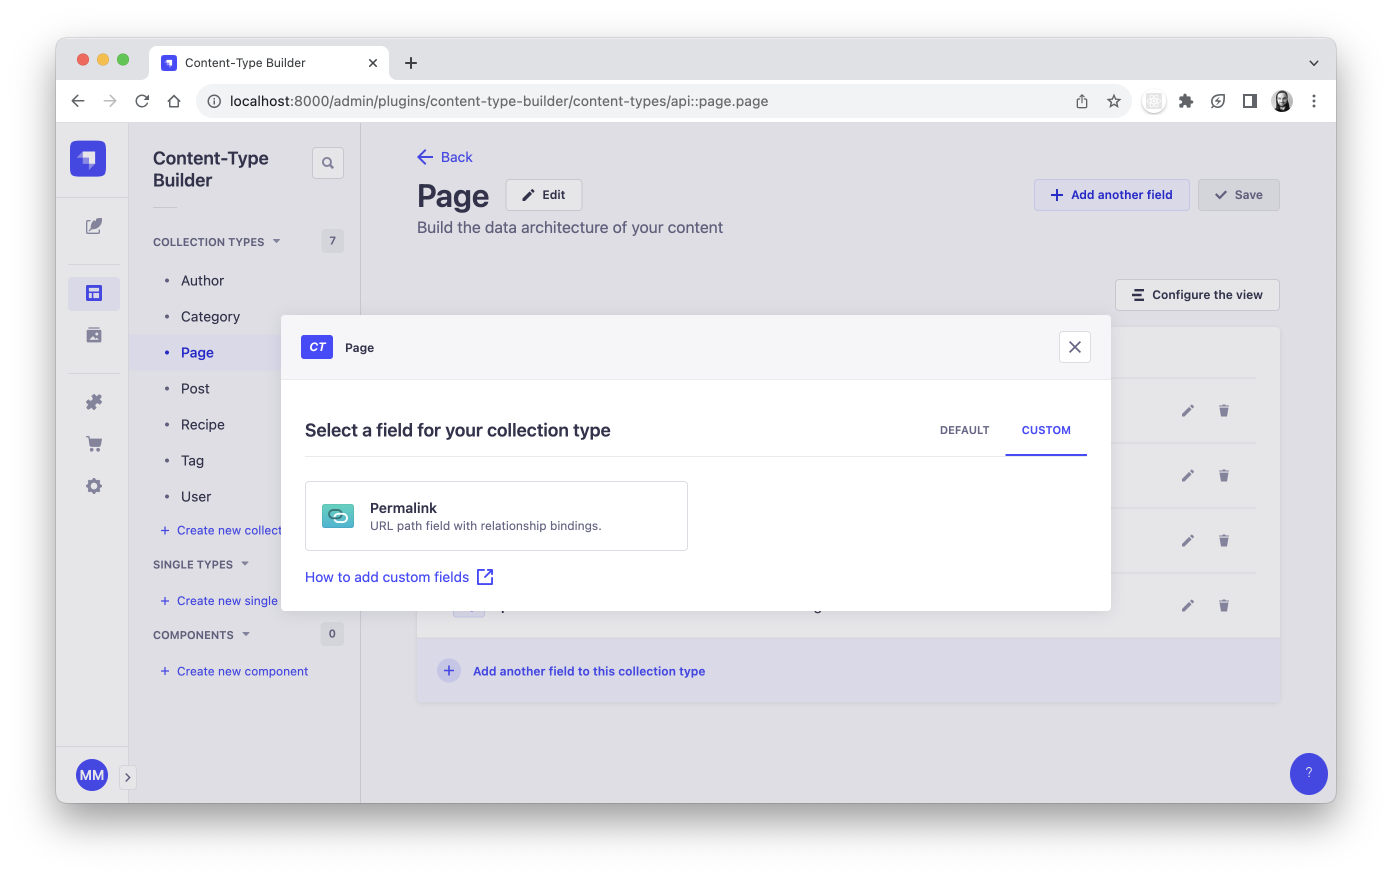 Content-Type Builder
localhost:8000/admin/plugins/content-type-builder/content-types/api::page.page
Content-Type
Builder
COLLECTION TYPES
7
Author
Category
Page
Post
Recipe
Tag
User
+ Create new collect
SINGLE TYPES
+ Create new single
COMPONENTS
0
+ Create new component
MM
Back
Page
Edit
Add another field
Save
Build the data architecture of your content
Configure the view
CT
Page
Select a field for your collection type
DEFAULT
CUSTOM
Permalink
URL path field with relationship bindings.
How to add custom fields
Add another field to this collection type
?